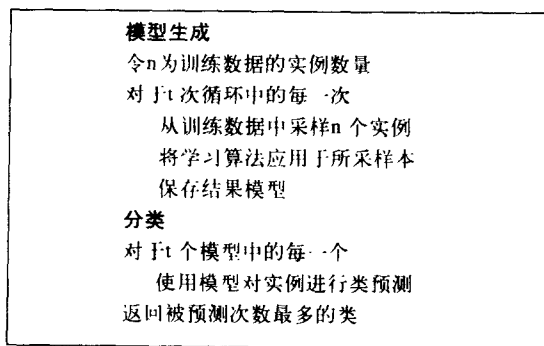 模型生成
令n为训练数据的实例数量
对于t次循环中的每一次
从训练数据中采样n个实例
将学习算法应用于所采样本
保存结果模型
分类
对于t个模型中的每一个
使用模型对实例进行类预测
返回被预测次数最多的类